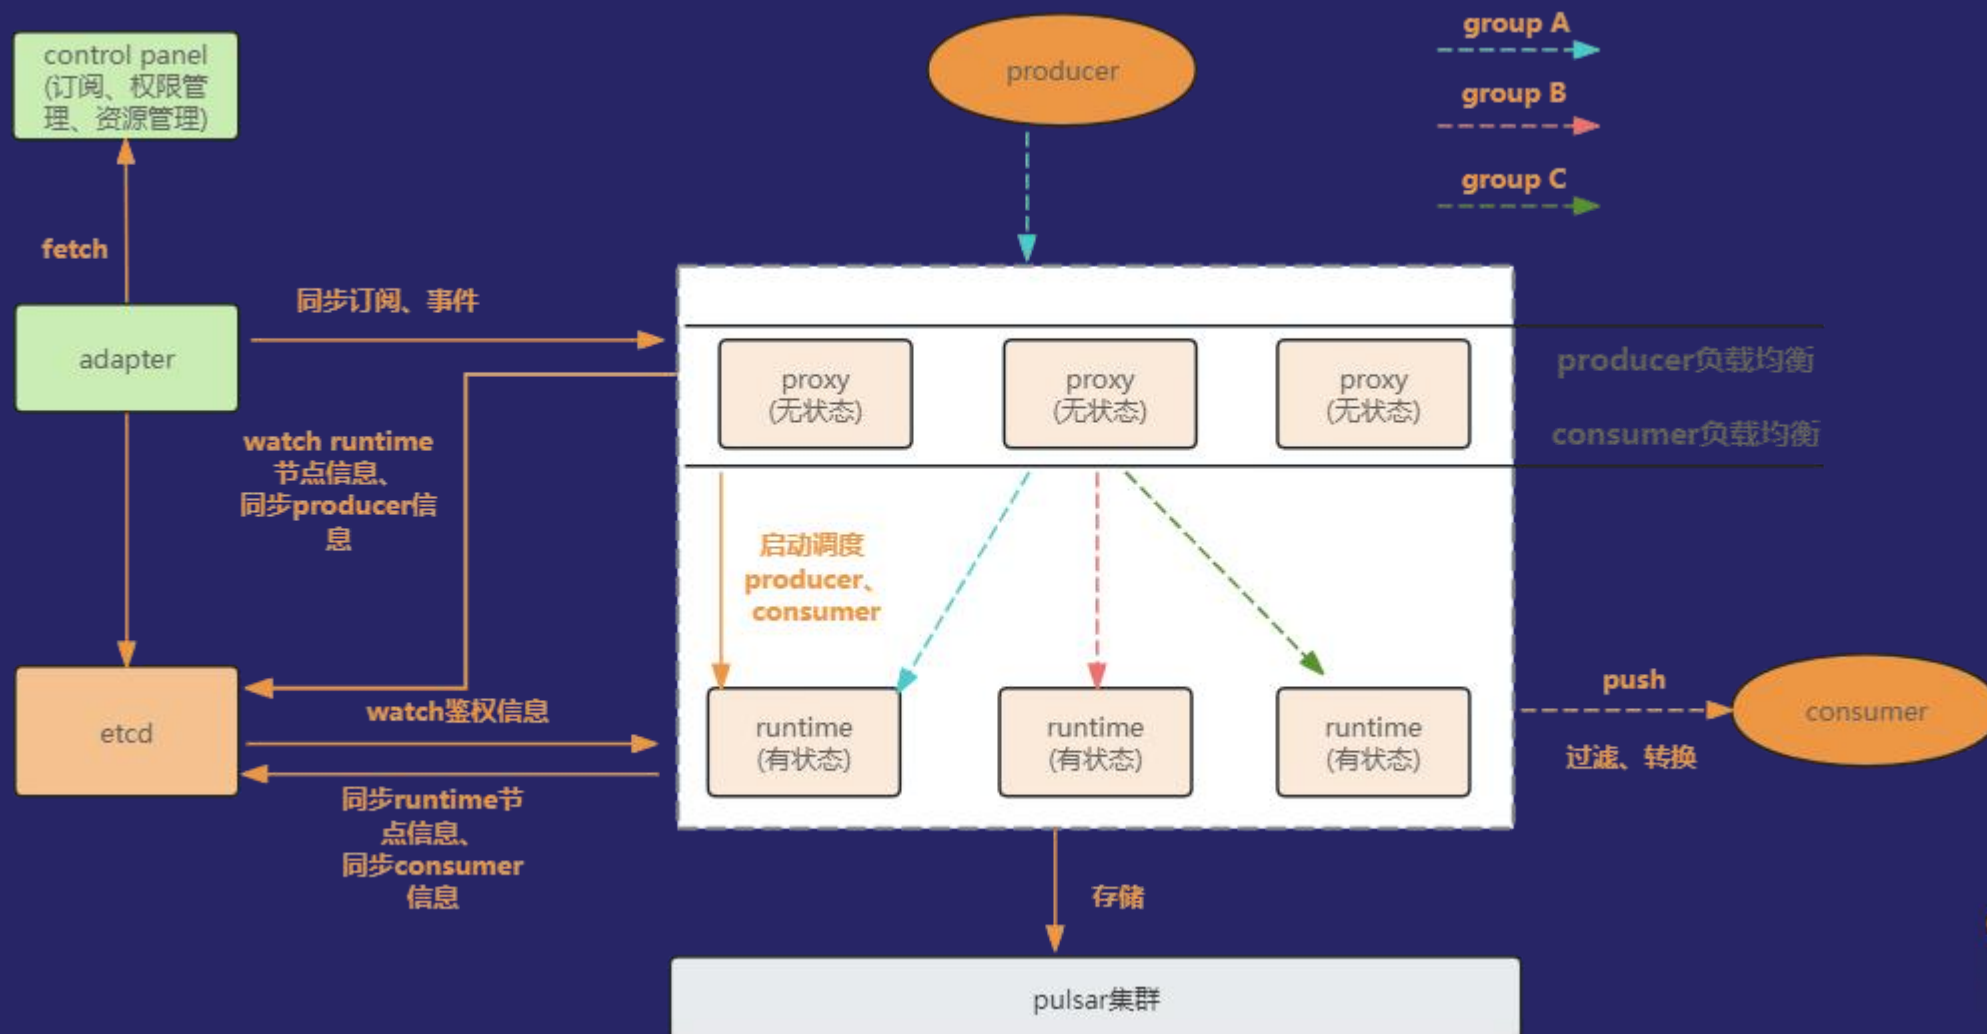 control panel
(订阅、权限管
理、资源管理)
producer
group A
group B
group C
fetch
同步订阅、事件
adapter
proxy
(无状态)
proxy
(无状态)
proxy
(无状态)
producer负载均衡
consumer负载均衡
watch runtime
节点信息、
同步producer信
息
启动调度
producer、
consumer
etcd
watch鉴权信息
runtime
(有状态)
runtime
(有状态)
runtime
(有状态)
push
过滤、转换
consumer
同步runtime节
点信息、
同步consumer
信息
存储
pulsar集群